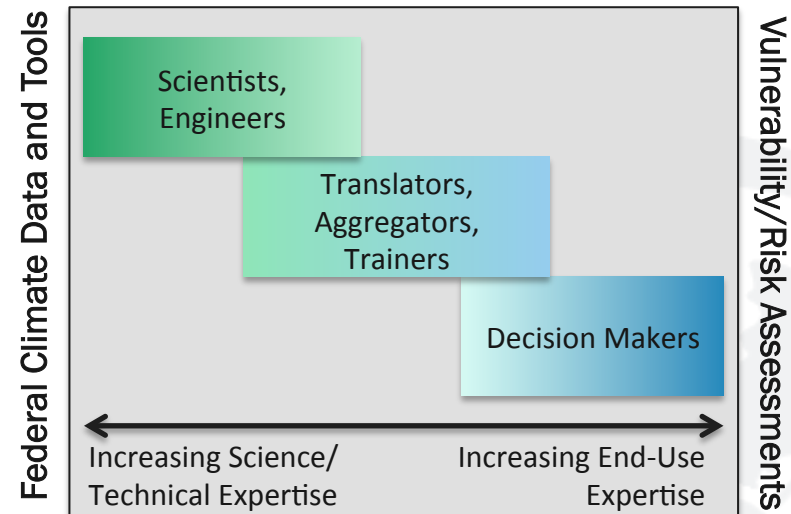 Federal Climate Data and Tools
Scientists,
Engineers
Translators,
Aggregators,
Trainers
Decision Makers
Increasing Science/
Technical Expertise
Increasing End-Use
Expertise
Vulnerability/Risk Assessments